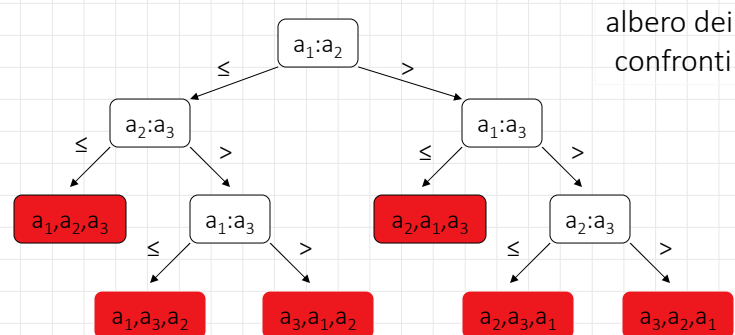 albero dei
confronti
a₁:a₂
≤ >
a₂:a₃ a₁:a₃
≤ > ≤ >
a₁,a₂,a₃ a₁:a₃ a₂,a₁,a₃ a₂:a₃
≤ > ≤ >
a₁,a₃,a₂ a₃,a₁,a₂ a₂,a₃,a₁ a₃,a₂,a₁